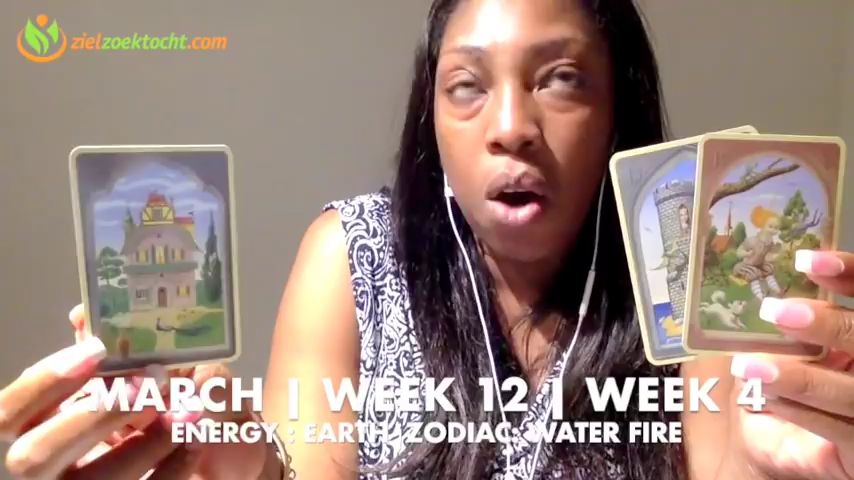 zielzoektocht.com
MARCH | WEEK 12 | WEEK 4
ENERGY : EARTH, ZODIAC: WATER FIRE